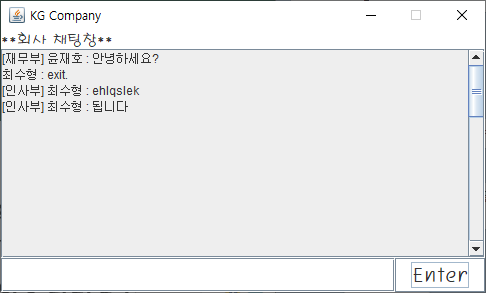 KG Company
**회사 채팅창**
[재무부] 윤재호 : 안녕하세요?
최수형 : exit.
[인사부] 최수형 : ehlqslek
[인사부] 최수형 : 됩니다
Enter